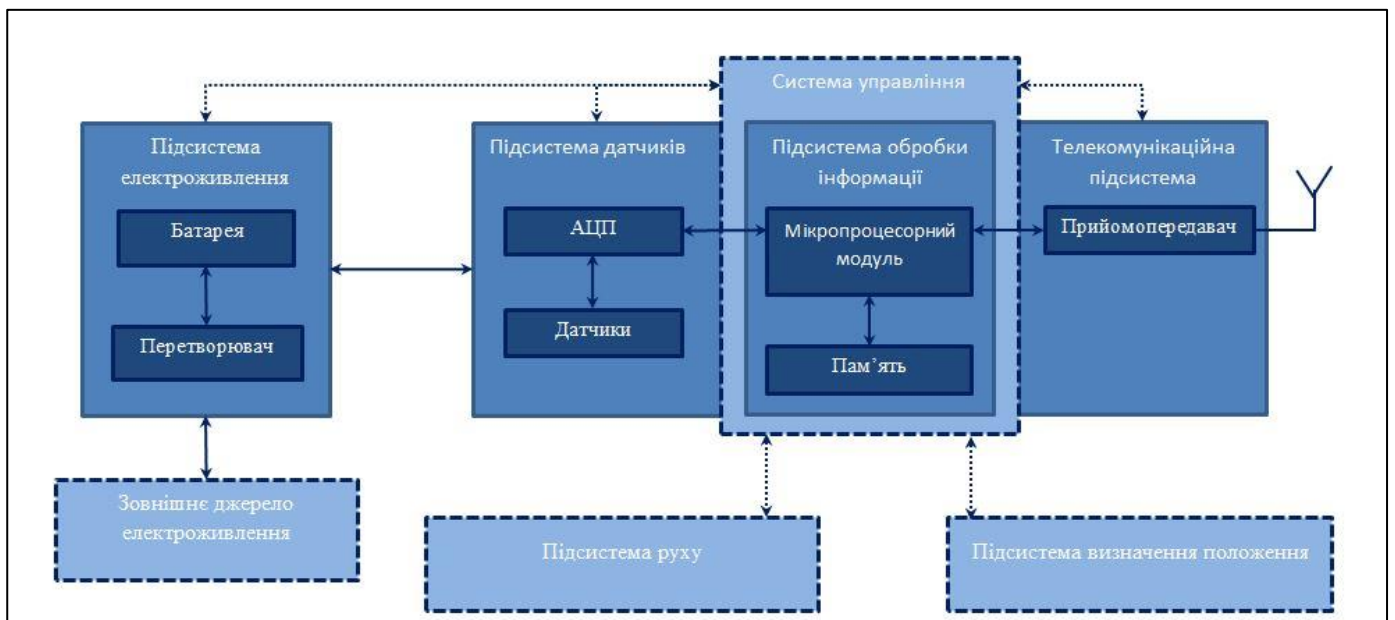 Система управління
Підсистема
електроживлення
Батарея
Перетворювач
Підсистема датчиків
АЦП
Датчики
Підсистема обробки
інформації
Мікропроцесорний
модуль
Пам’ять
Телекомунікаційна
підсистема
Прийомопередавач
Зовнішнє джерело
електроживлення
Підсистема руху
Підсистема визначення положення